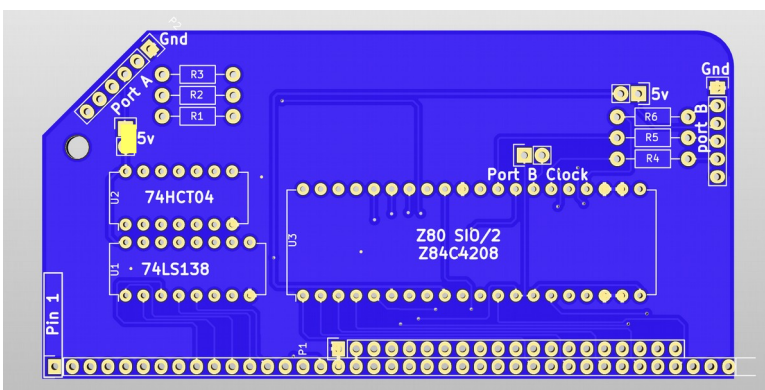 Gnd
Port A
R3
R2
R1
5v
5v
Gnd
Port B
R6
R5
R4
Port B Clock
U2
74HCT04
U3
Z80 SIO/2
Z84C4208
U1
74LS138
Pin 1
P1